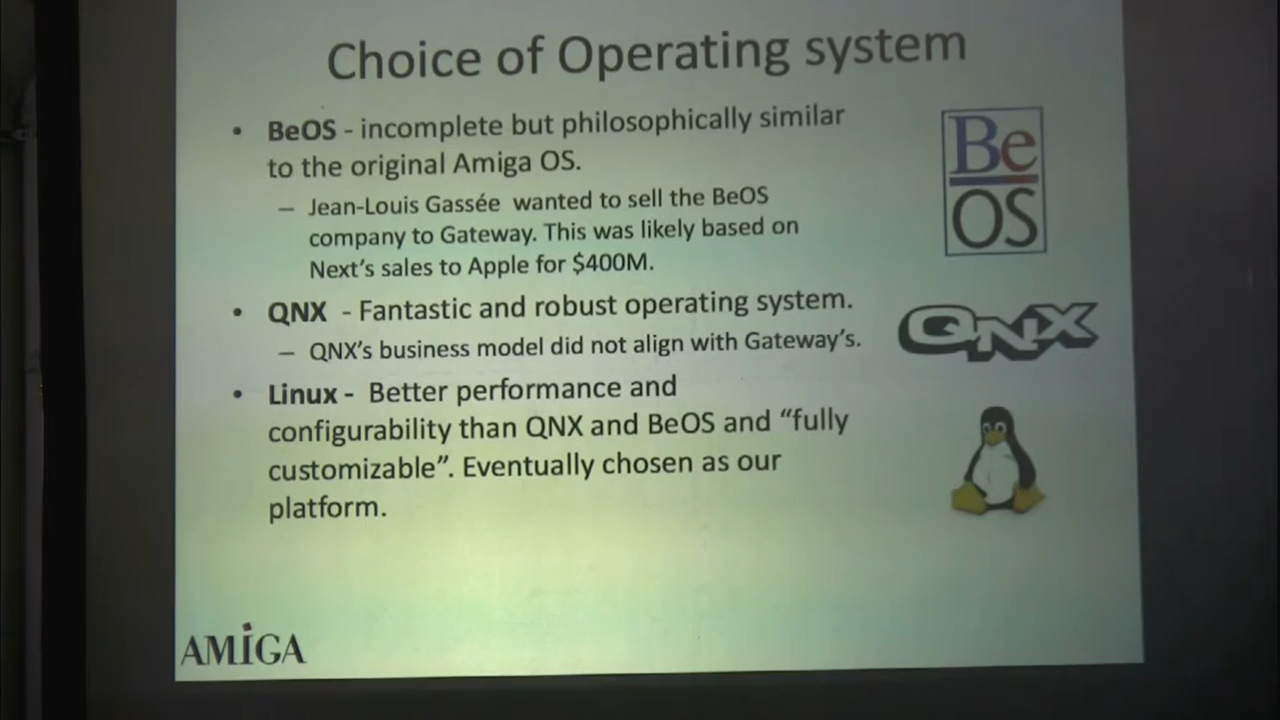 Choice of Operating system
• BeOS - incomplete but philosophically similar
to the original Amiga OS.
– Jean-Louis Gassée wanted to sell the BeOS
company to Gateway. This was likely based on
Next's sales to Apple for $400M.
• QNX - Fantastic and robust operating system.
– QNX's business model did not align with Gateway's.
• Linux - Better performance and
configurability than QNX and BeOS and “fully
customizable”. Eventually chosen as our
platform.
Be
OS
QNX
AMiGA